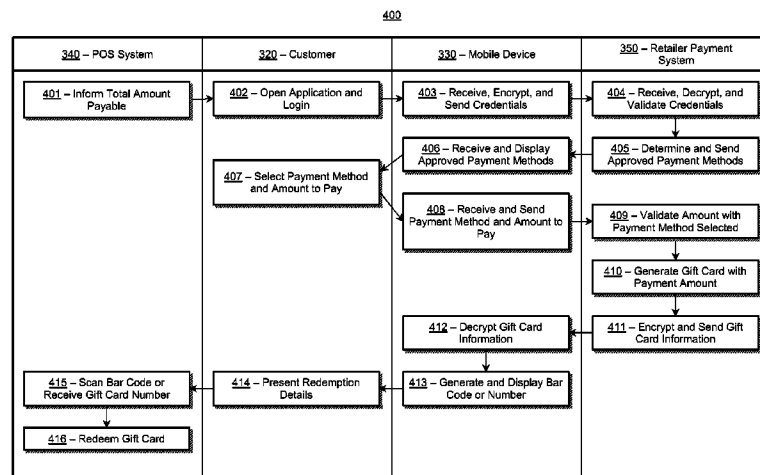 400
340 – POS System
320 – Customer
330 – Mobile Device
350 – Retailer Payment
System
401 – Inform Total Amount
Payable
402 – Open Application and
Login
403 – Receive, Encrypt, and
Send Credentials
404 – Receive, Decrypt, and
Validate Credentials
406 – Receive and Display
Approved Payment Methods
405 – Determine and Send
Approved Payment Methods
407 – Select Payment Method
and Amount to Pay
408 – Receive and Send
Payment Method and Amount to
Pay
409 – Validate Amount with
Payment Method Selected
410 – Generate Gift Card with
Payment Amount
412 – Decrypt Gift Card
Information
411 – Encrypt and Send Gift
Card Information
415 – Scan Bar Code or
Receive Gift Card Number
414 – Present Redemption
Details
413 – Generate and Display Bar
Code or Number
416 – Redeem Gift Card